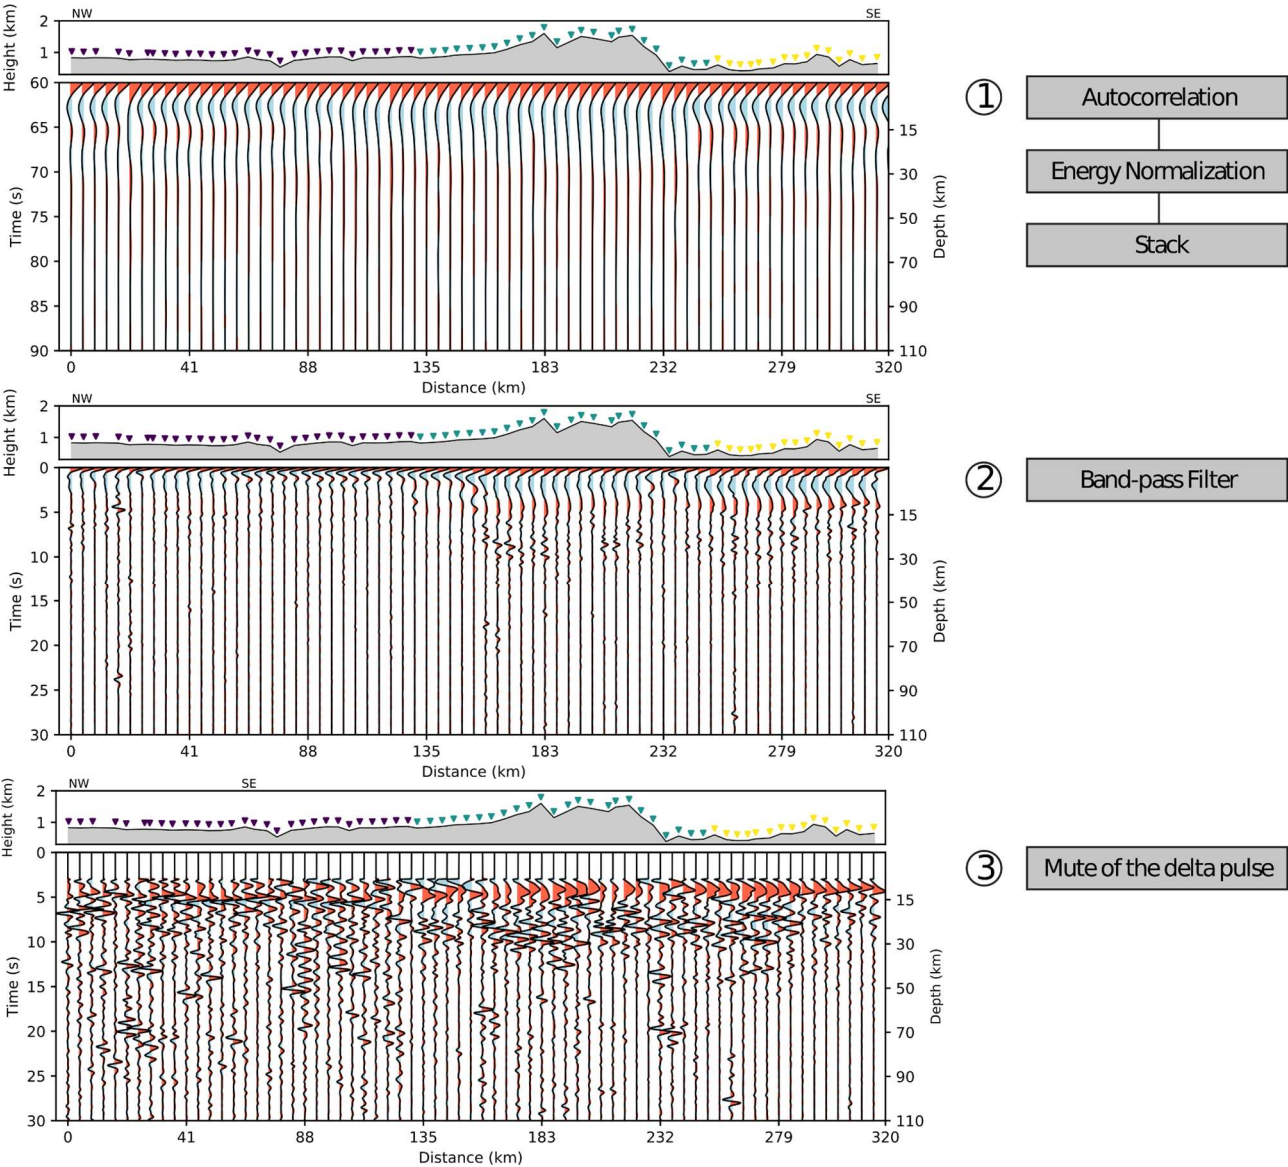 NW SE
Height (km)
2
1
60
65
70
75
80
85
90
Time (s)
15
30
50
70
90
110
Depth (km)
0 41 88 135 183 232 279 320
Distance (km)
1 Autocorrelation
Energy Normalization
Stack
NW SE
Height (km)
2
1
0
5
10
15
20
25
30
Time (s)
15
30
50
70
90
110
Depth (km)
0 41 88 135 183 232 279 320
Distance (km)
2 Band-pass Filter
NW SE
Height (km)
2
1
0
5
10
15
20
25
30
Time (s)
15
30
50
70
90
110
Depth (km)
0 41 88 135 183 232 279 320
Distance (km)
3 Mute of the delta pulse